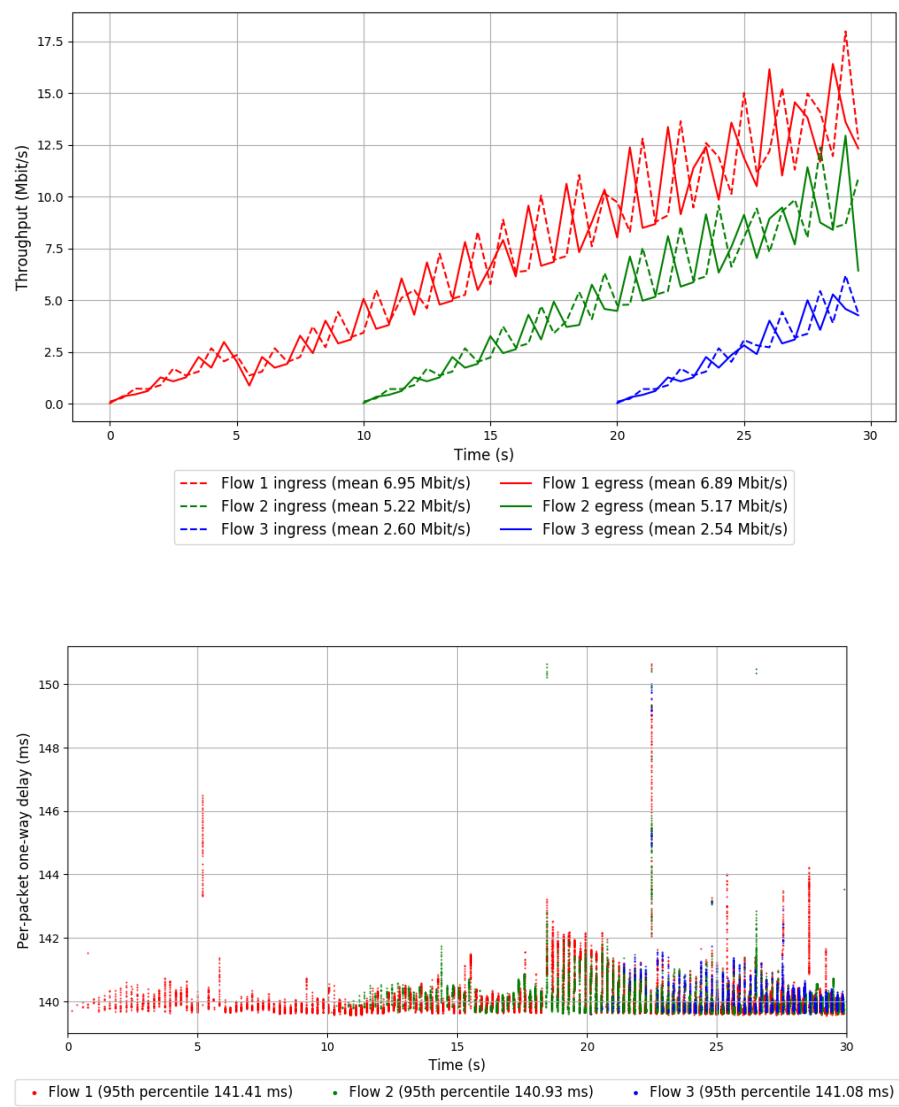 17.5
15.0
12.5
10.0
7.5
5.0
2.5
0.0
Throughput (Mbit/s)
0 5 10 15 20 25 30
Time (s)
Flow 1 ingress (mean 6.95 Mbit/s) Flow 1 egress (mean 6.89 Mbit/s)
Flow 2 ingress (mean 5.22 Mbit/s) Flow 2 egress (mean 5.17 Mbit/s)
Flow 3 ingress (mean 2.60 Mbit/s) Flow 3 egress (mean 2.54 Mbit/s)
150
148
146
144
142
140
Per-packet one-way delay (ms)
0 5 10 15 20 25 30
Time (s)
Flow 1 (95th percentile 141.41 ms) Flow 2 (95th percentile 140.93 ms) Flow 3 (95th percentile 141.08 ms)